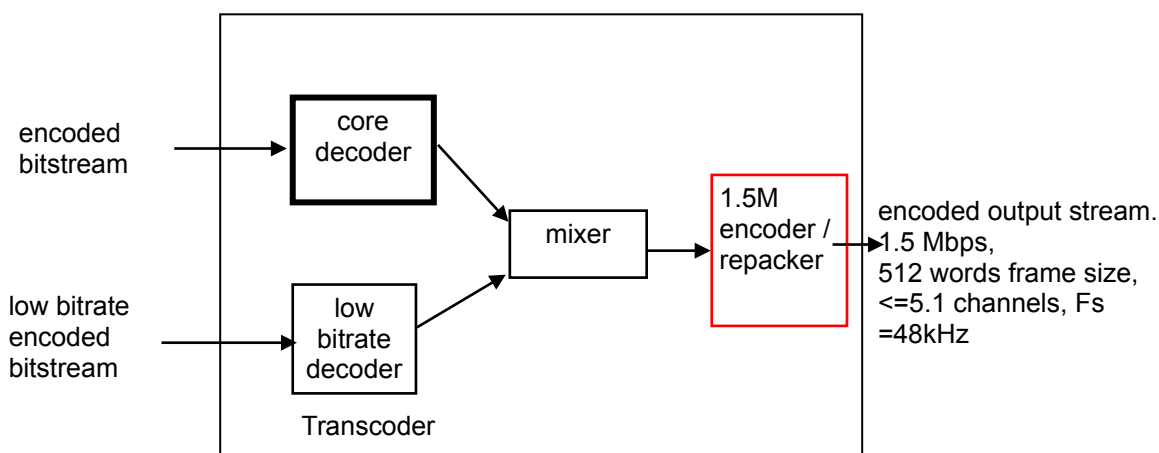 encoded
bitstream
core
decoder
mixer
1.5M
encoder /
repacker
encoded output stream.
1.5 Mbps,
512 words frame size,
<=5.1 channels, Fs
=48kHz
low bitrate
encoded
bitstream
low
bitrate
decoder
Transcoder